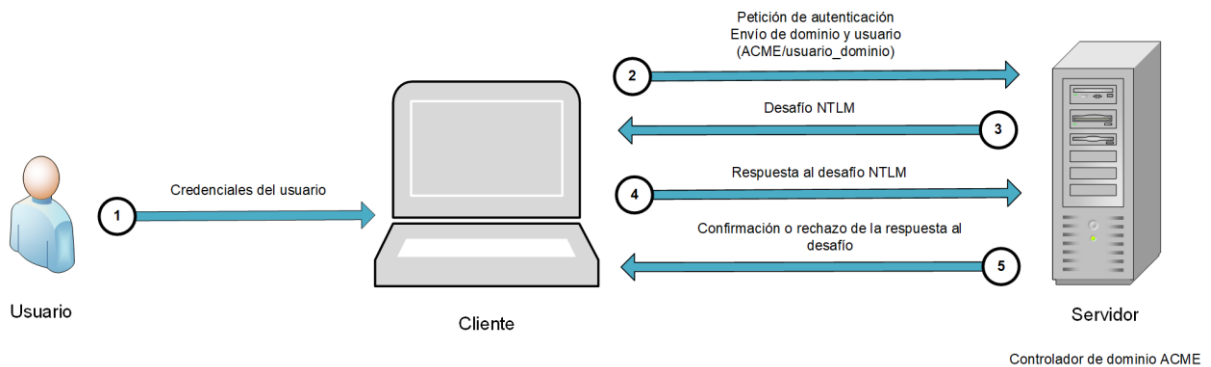 Petición de autenticación
Envío de dominio y usuario
(ACME/usuario_dominio)
2
Desafío NTLM
3
Credenciales del usuario
1
Respuesta al desafío NTLM
4
Confirmación o rechazo de la respuesta al
desafío
5
Usuario
Cliente
Servidor
Controlador de dominio ACME